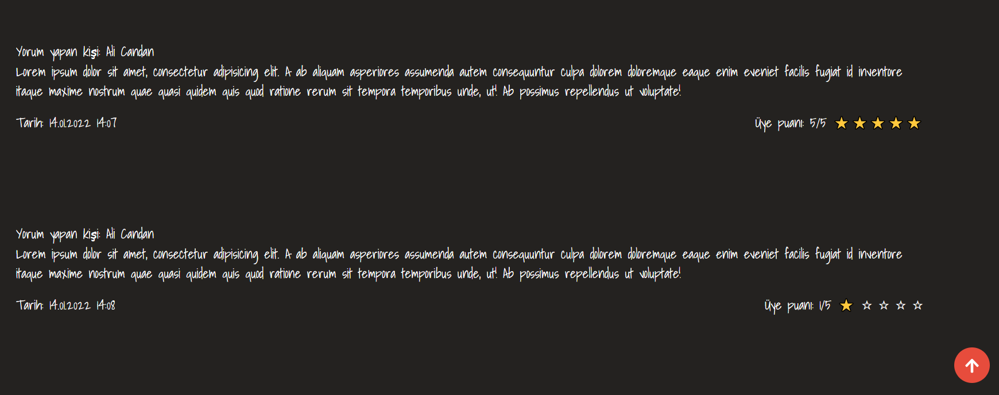 Yorum yapan kişi: Ali Candan
Lorem ipsum dolor sit amet, consectetur adipisicing elit. A ab aliquam asperiores assumenda autem consequuntur culpa dolorem doloremque eaque enim eveniet facilis fugiat id inventore
itaque maxime nostrum quae quasi quidem quis quod ratione rerum sit tempora temporibus unde, ut! Ab possimus repellendus ut voluptate!
Tarih: 14.01.2022 14:07
Üye puanı: 5/5 ★ ★ ★ ★ ★
Yorum yapan kişi: Ali Candan
Lorem ipsum dolor sit amet, consectetur adipisicing elit. A ab aliquam asperiores assumenda autem consequuntur culpa dolorem doloremque eaque enim eveniet facilis fugiat id inventore
itaque maxime nostrum quae quasi quidem quis quod ratione rerum sit tempora temporibus unde, ut! Ab possimus repellendus ut voluptate!
Tarih: 14.01.2022 14:08
Üye puanı: 1/5 ★ ☆ ☆ ☆ ☆